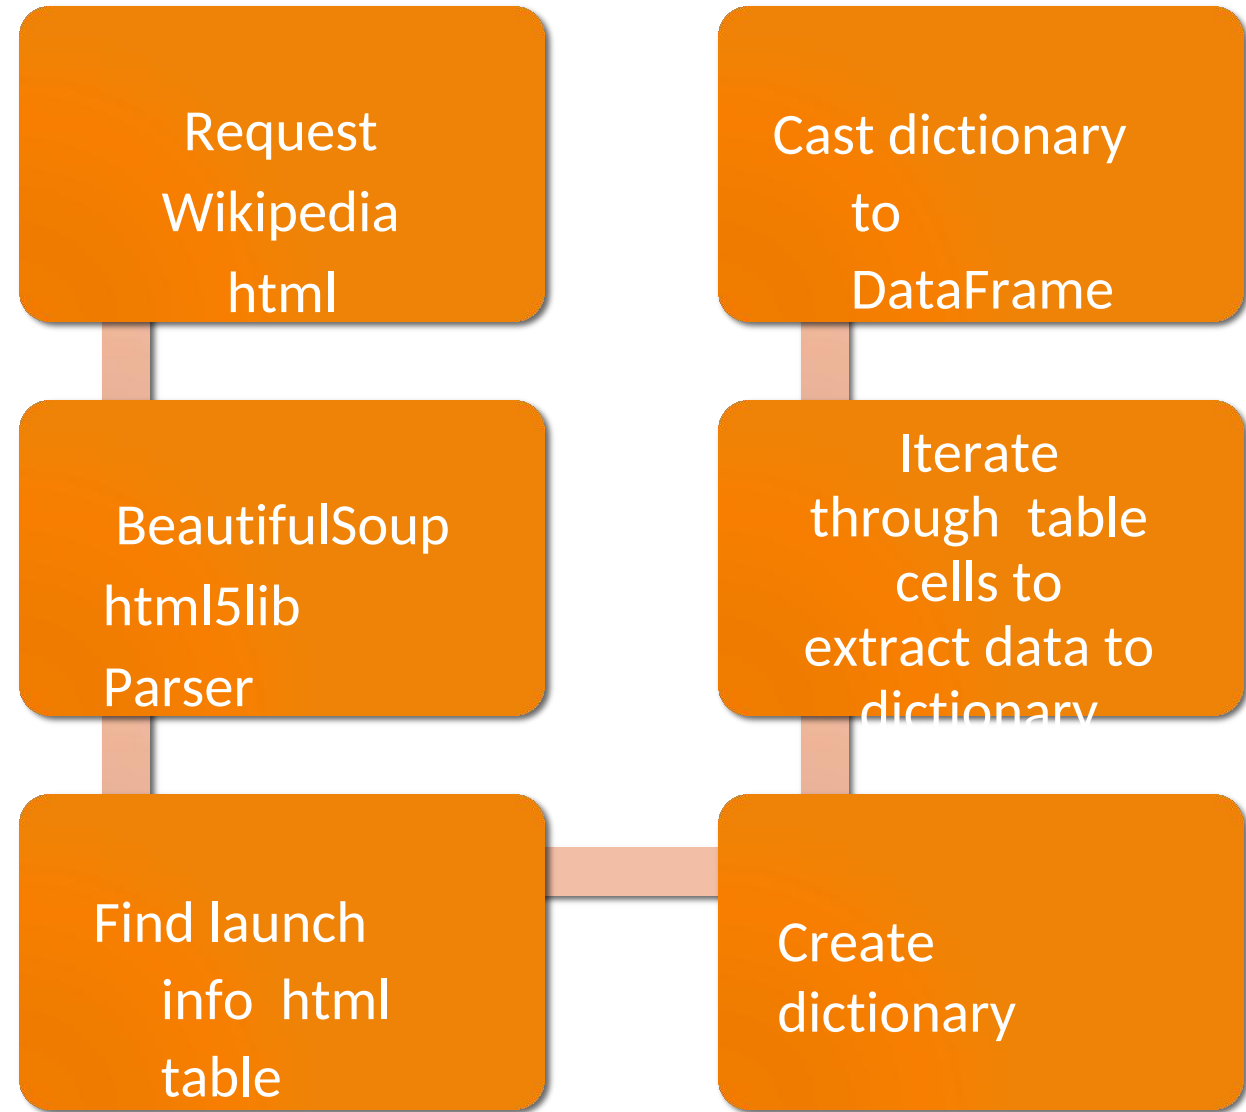 Request
Wikipedia
html
BeautifulSoup
html5lib
Parser
Find launch
info html
table
Create
dictionary
Iterate
through table
cells to
extract data to
dictionary
Cast dictionary
to
DataFrame